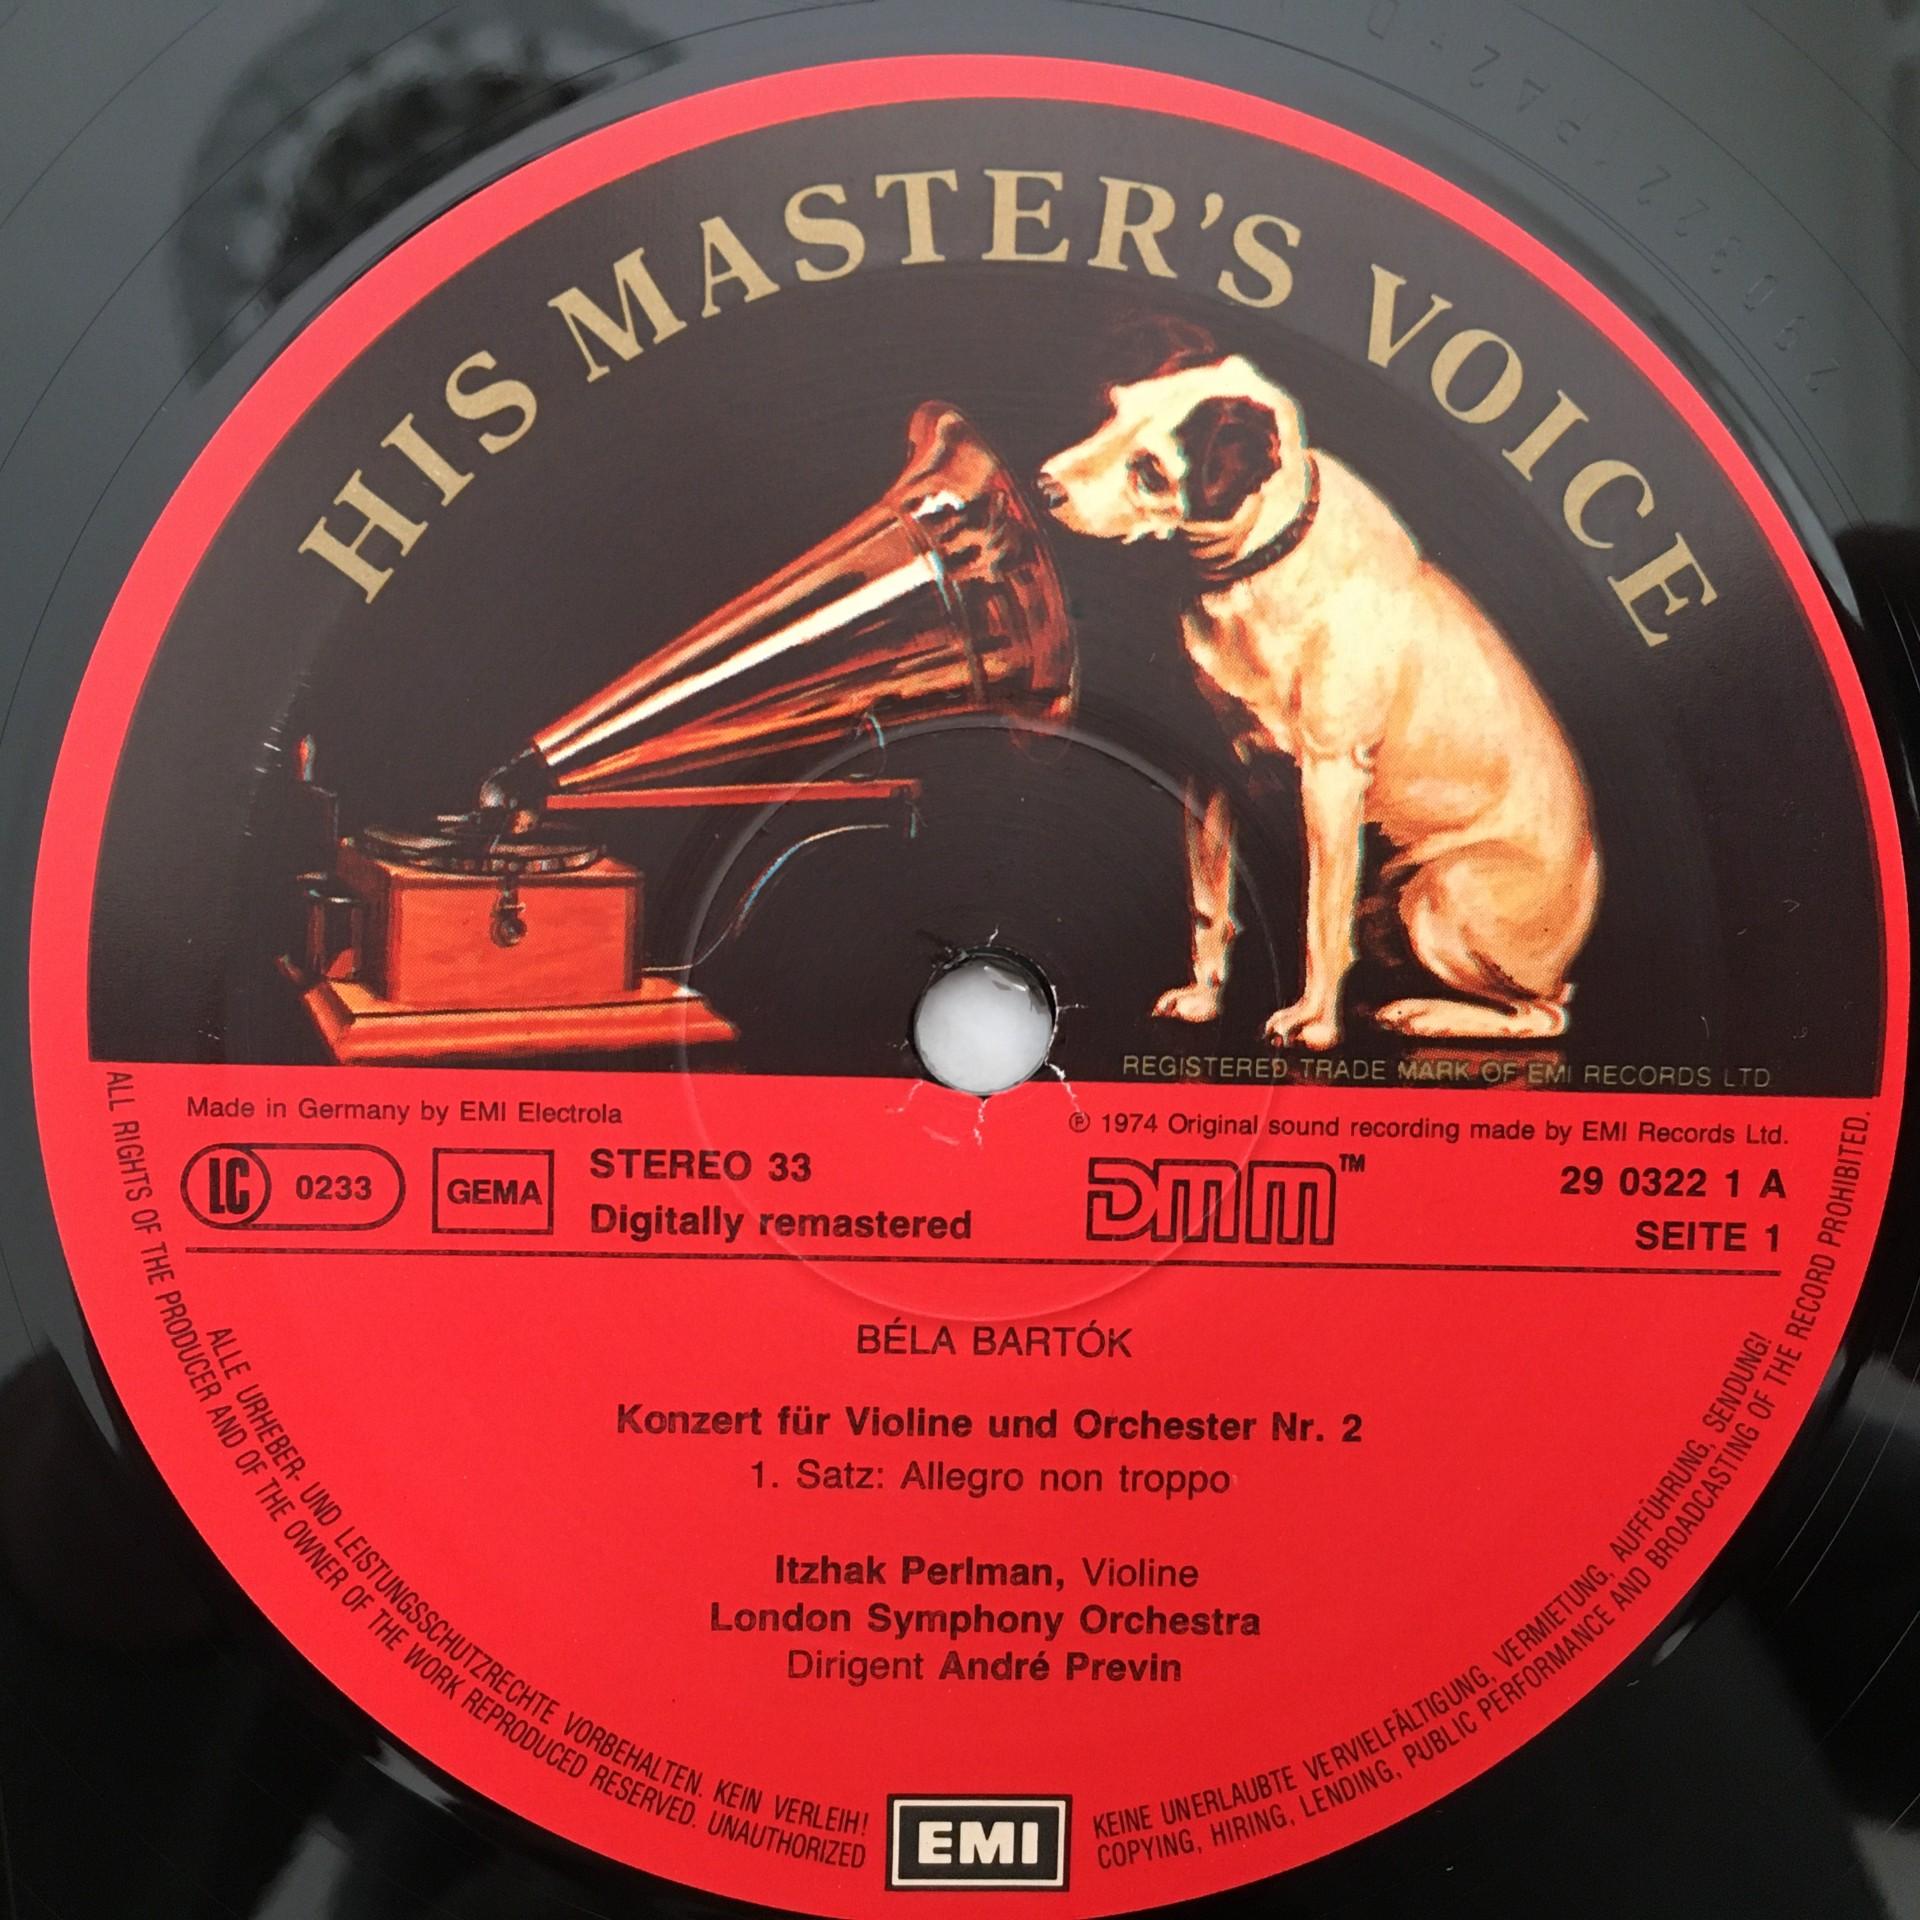 HIS MASTER'S VOICE
REGISTERED TRADE MARK OF EMI RECORDS LTD
Made in Germany by EMI Electrola
℗ 1974 Original sound recording made by EMI Records Ltd.
LC 0233
GEMA
STEREO 33
Digitally remastered
DMM™
29 0322 1 A
SEITE 1
BÉLA BARTÓK
Konzert für Violine und Orchester Nr. 2
1. Satz: Allegro non troppo
Itzhak Perlman, Violine
London Symphony Orchestra
Dirigent André Previn
ALLE URHEBER- UND LEISTUNGSSCHUTZRECHTE VORBEHALTEN. KEIN VERLEIH!
KEINE UNERLAUBTE VERVIELFÄLTIGUNG, VERMIETUNG, AUFFÜHRUNG, SENDUNG!
ALL RIGHTS OF THE PRODUCER AND OF THE OWNER OF THE WORK REPRODUCED RESERVED. UNAUTHORIZED
COPYING, HIRING, LENDING, PUBLIC PERFORMANCE AND BROADCASTING OF THE RECORD PROHIBITED.
EMI